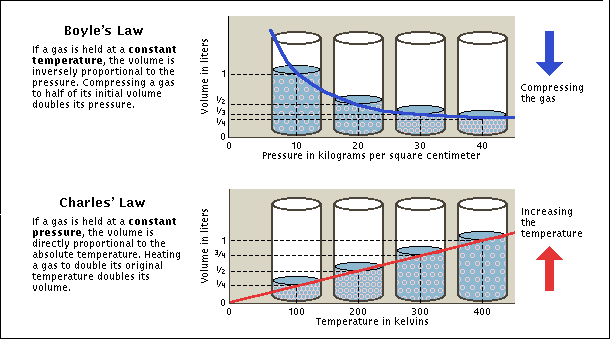 Boyle's Law
If a gas is held at a constant
temperature, the volume is
inversely proportional to the
pressure. Compressing a gas
to half of its initial volume
doubles its pressure.
Volume in liters
1
1/2
1/3
1/4
0
10
20
30
40
Pressure in kilograms per square centimeter
Compressing
the gas
Charles' Law
If a gas is held at a constant
pressure, the volume is
directly proportional to the
absolute temperature. Heating
a gas to double its original
temperature doubles its
volume.
Volume in liters
1
3/4
1/2
1/4
0
0
100
200
300
400
Temperature in kelvins
Increasing
the
temperature